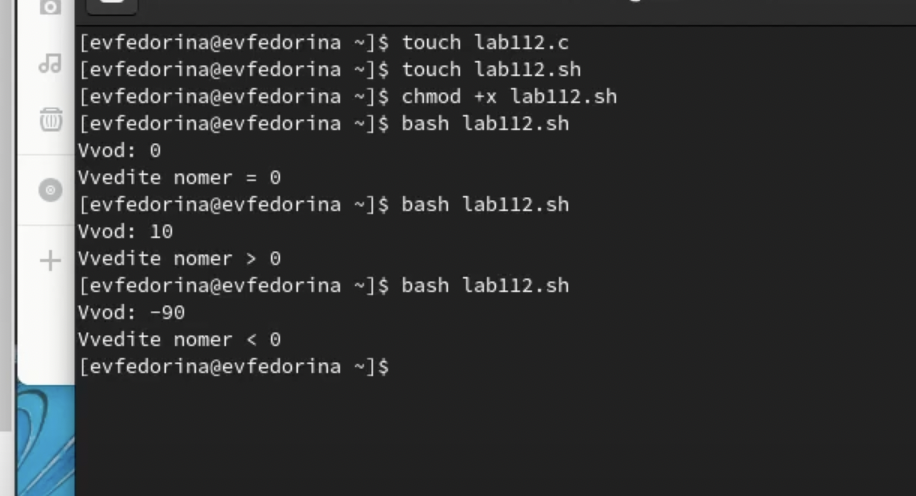 [evfedorina@evfedorina ~]$ touch lab112.c
[evfedorina@evfedorina ~]$ touch lab112.sh
[evfedorina@evfedorina ~]$ chmod +x lab112.sh
[evfedorina@evfedorina ~]$ bash lab112.sh
Vvod: 0
Vvedite nomer = 0
[evfedorina@evfedorina ~]$ bash lab112.sh
Vvod: 10
Vvedite nomer > 0
[evfedorina@evfedorina ~]$ bash lab112.sh
Vvod: -90
Vvedite nomer < 0
[evfedorina@evfedorina ~]$